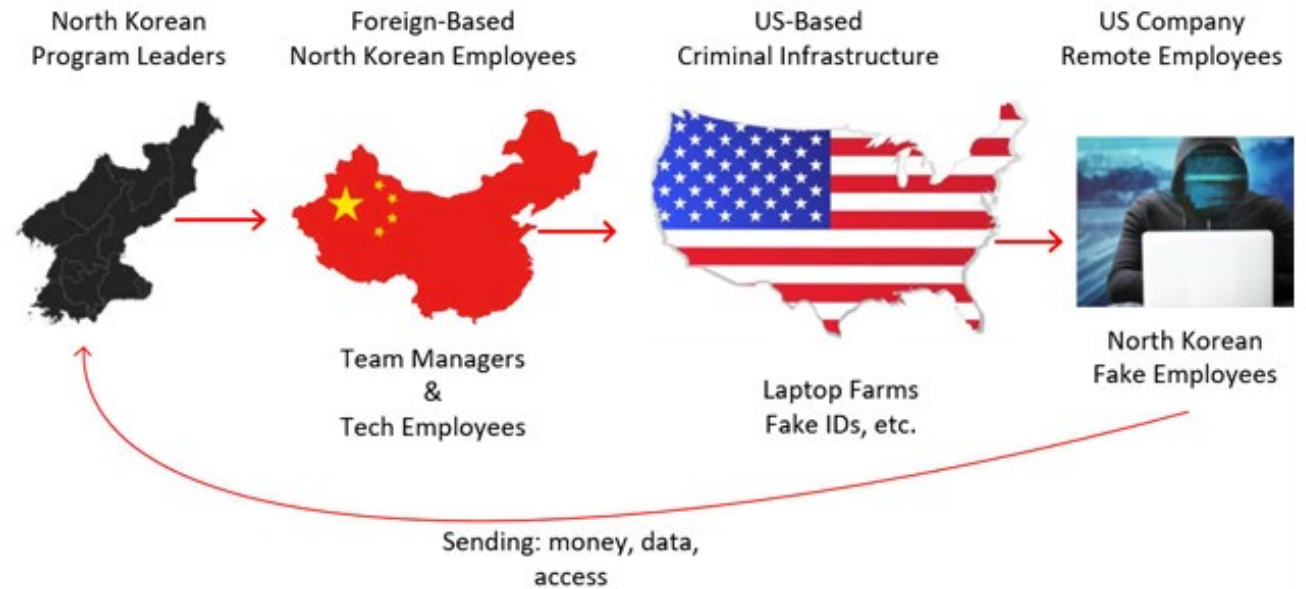 North Korean
Program Leaders
Foreign-Based
North Korean Employees
US-Based
Criminal Infrastructure
US Company
Remote Employees
Team Managers
&
Tech Employees
Laptop Farms
Fake IDs, etc.
North Korean
Fake Employees
Sending: money, data,
access